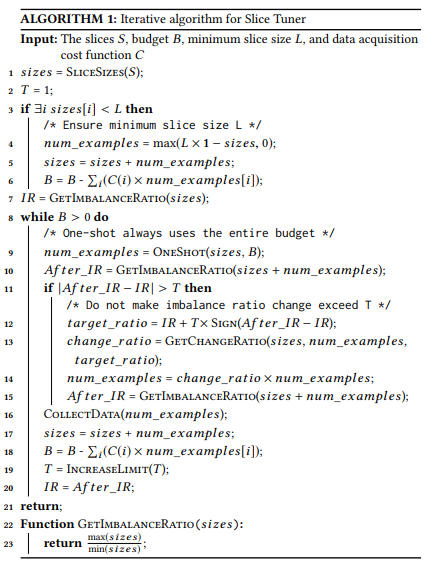 ALGORITHM 1: Iterative algorithm for Slice Tuner
Input: The slices S, budget B, minimum slice size L, and data acquisition
cost function C
1 sizes = SLICESIZES(S);
2 T = 1;
3 if ∃i sizes[i] < L then
/* Ensure minimum slice size L */
4 num_examples = max(L × 1 − sizes, 0);
5 sizes = sizes + num_examples;
6 B = B - ∑i(C(i) × num_examples[i]);
7 IR = GETIMBALANCERATIO(sizes);
8 while B > 0 do
/* One-shot always uses the entire budget */
9 num_examples = ONESHOT(sizes, B);
10 After_IR = GETIMBALANCERATIO(sizes + num_examples);
11 if |After_IR − IR| > T then
/* Do not make imbalance ratio change exceed T */
12 target_ratio = IR + T× SIGN(After_IR − IR);
13 change_ratio = GETCHANGERATIO(sizes, num_examples,
target_ratio);
14 num_examples = change_ratio × num_examples;
15 After_IR = GETIMBALANCERATIO(sizes + num_examples);
16 COLLECTDATA(num_examples);
17 sizes = sizes + num_examples;
18 B = B - ∑i(C(i) × num_examples[i]);
19 T = INCREASELIMIT(T);
20 IR = After_IR;
21 return;
22 Function GETIMBALANCERATIO(sizes):
23 return max(sizes)/min(sizes);